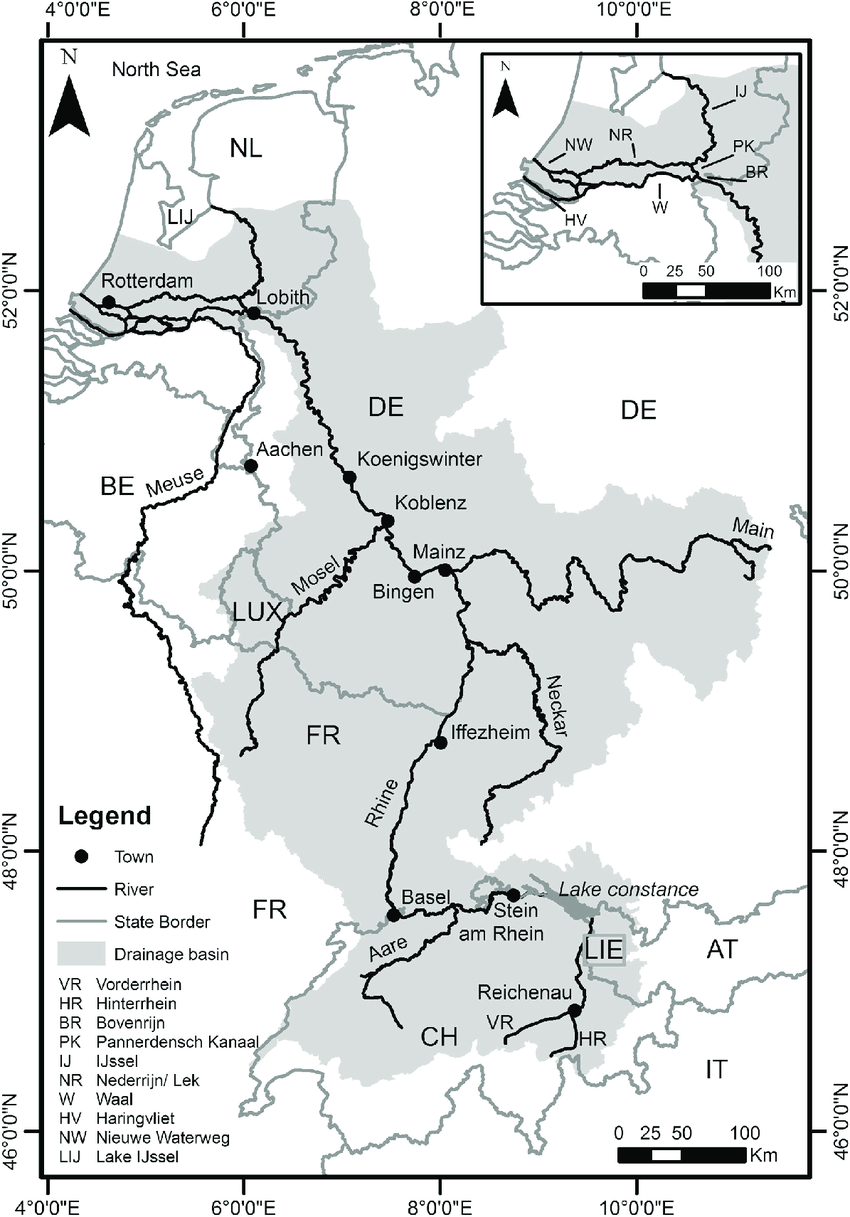 4°0'0"E 6°0'0"E 8°0'0"E 10°0'0"E
N
North Sea
NL
LIJ
Rotterdam
Lobith
52°0'0"N
52°0'0"N
N
IJ
NR
NW
PK
BR
HV
W
0 25 50 100
Km
DE
DE
Aachen
Koenigswinter
BE
Meuse
Koblenz
Main
Mainz
50°0'0"N
50°0'0"N
Mosel
Bingen
LUX
Neckar
FR
Iffezheim
Rhine
48°0'0"N
48°0'0"N
FR
Basel
Lake constance
Stein
am Rhein
Aare
LIE
AT
Reichenau
VR
HR
CH
IT
Legend
Town
River
State Border
Drainage basin
VR Vorderrhein
HR Hinterrhein
BR Bovenrijn
PK Pannerdensch Kanaal
IJ IJssel
NR Nederrijn/ Lek
W Waal
HV Haringvliet
NW Nieuwe Waterweg
LIJ Lake IJssel
46°0'0"N
46°0'0"N
0 25 50 100
Km
4°0'0"E 6°0'0"E 8°0'0"E 10°0'0"E